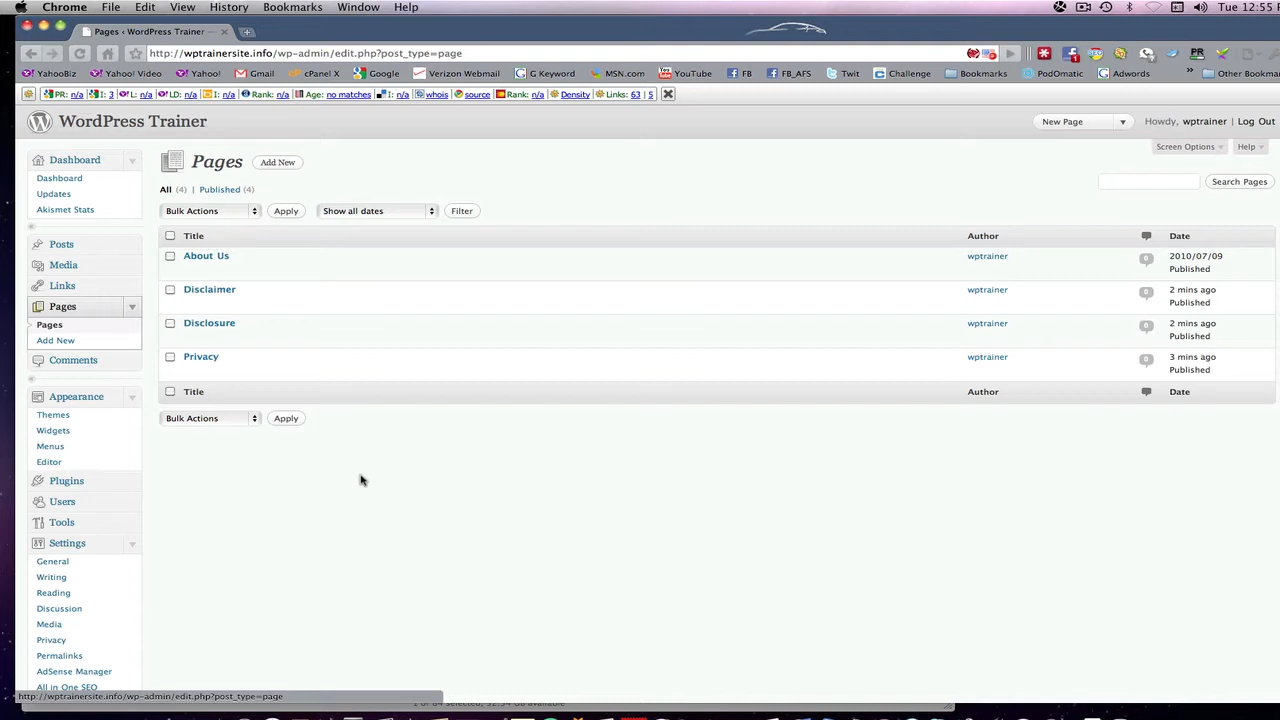 Chrome File Edit View History Bookmarks Window Help Tue 12:55
Pages ‹ WordPress Trainer
http://wptrainersite.info/wp-admin/edit.php?post_type=page
YahooBiz Yahoo! Video Yahoo! Gmail cPanel X Google Verizon Webmail G Keyword MSN.com YouTube FB FB_AFS Twit Challenge Bookmarks PodOmatic Adwords » Other Bookmar
PR: n/a I: 3 L: n/a LD: n/a I: n/a Rank: n/a Age: no matches I: n/a whois source Rank: n/a Density Links: 63 | 5
WordPress Trainer New Page Howdy, wptrainer | Log Out
Screen Options Help
Dashboard
Dashboard
Updates
Akismet Stats
Posts
Media
Links
Pages
Pages
Add New
Comments
Appearance
Themes
Widgets
Menus
Editor
Plugins
Users
Tools
Settings
General
Writing
Reading
Discussion
Media
Privacy
Permalinks
AdSense Manager
All in One SEO
Pages Add New
All (4) | Published (4)
Search Pages
Bulk Actions Apply Show all dates Filter
Title Author Date
About Us wptrainer 0 2010/07/09
Published
Disclaimer wptrainer 0 2 mins ago
Published
Disclosure wptrainer 0 2 mins ago
Published
Privacy wptrainer 0 3 mins ago
Published
Title Author Date
Bulk Actions Apply
http://wptrainersite.info/wp-admin/edit.php?post_type=page